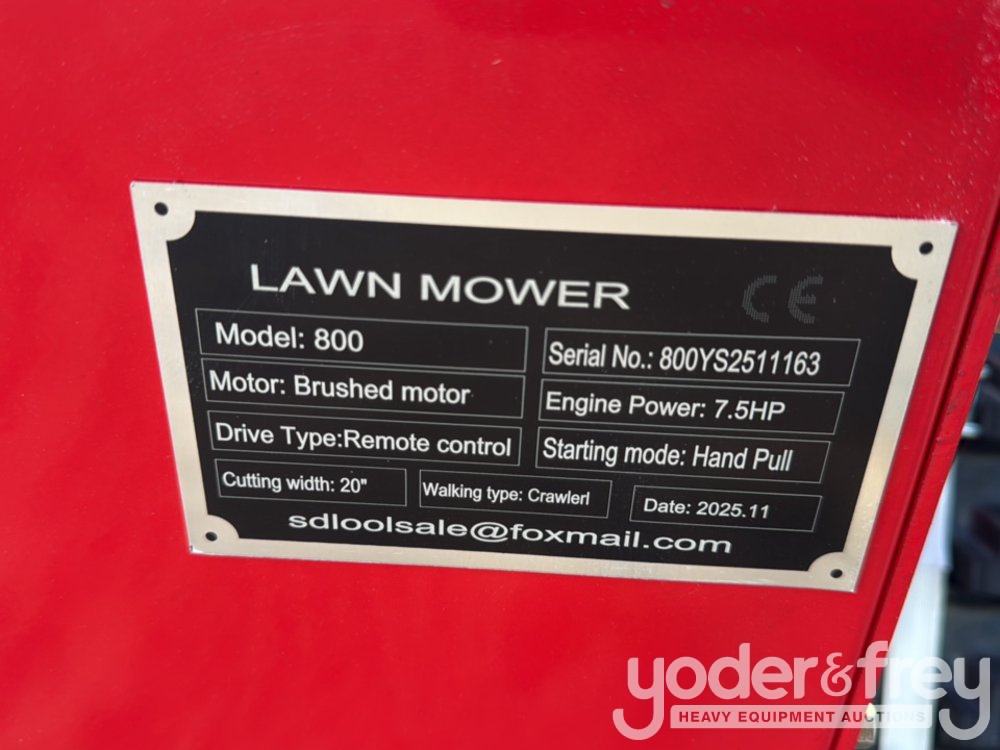 LAWN MOWER
CE
Model: 800
Serial No.: 800YS2511163
Motor: Brushed motor
Engine Power: 7.5HP
Drive Type:Remote control
Starting mode: Hand Pull
Cutting width: 20"
Walking type: Crawlerl
Date: 2025.11
sdloolsale@foxmail.com
yoder&frey
HEAVY EQUIPMENT AUCTIONS